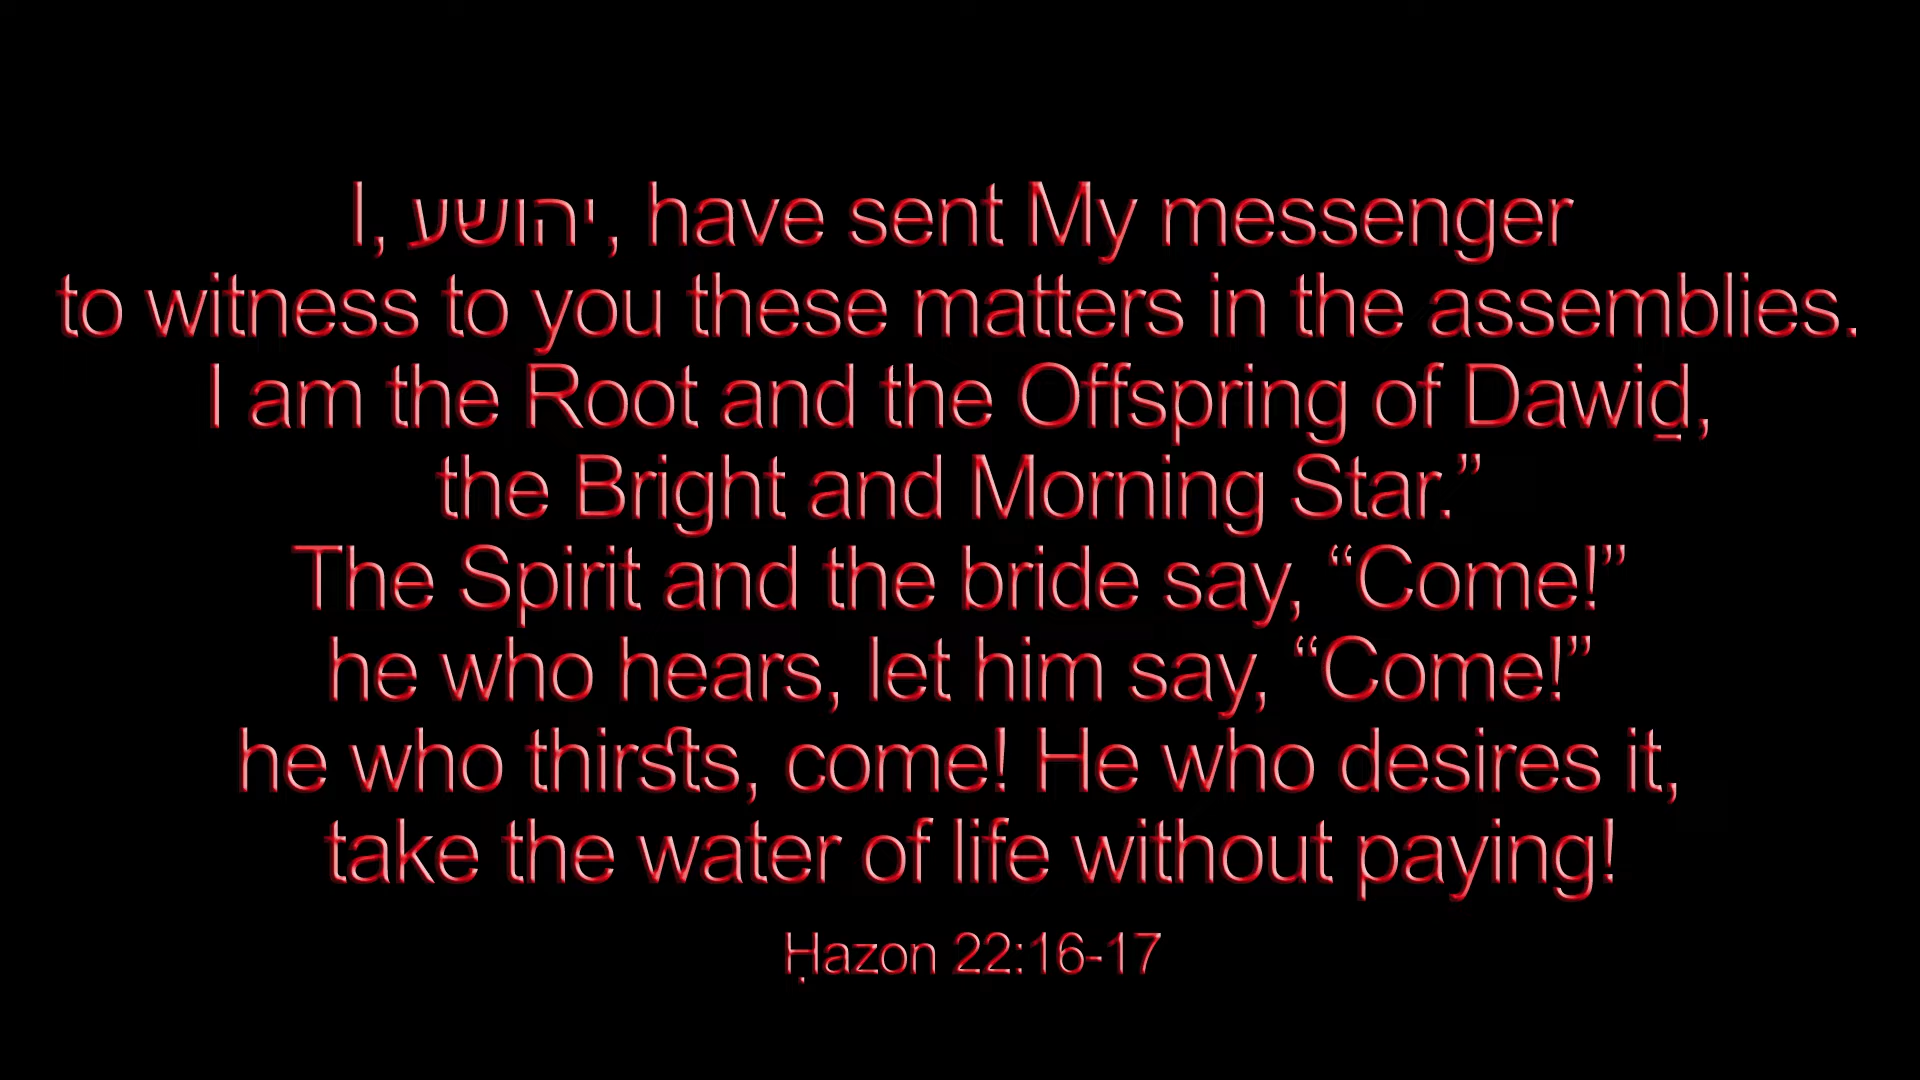 I, יהושע, have sent My messenger
to witness to you these matters in the assemblies.
I am the Root and the Offspring of Dawiḏ,
the Bright and Morning Star.”
The Spirit and the bride say, “Come!”
he who hears, let him say, “Come!”
he who thirsts, come! He who desires it,
take the water of life without paying!
Ḥazon 22:16-17